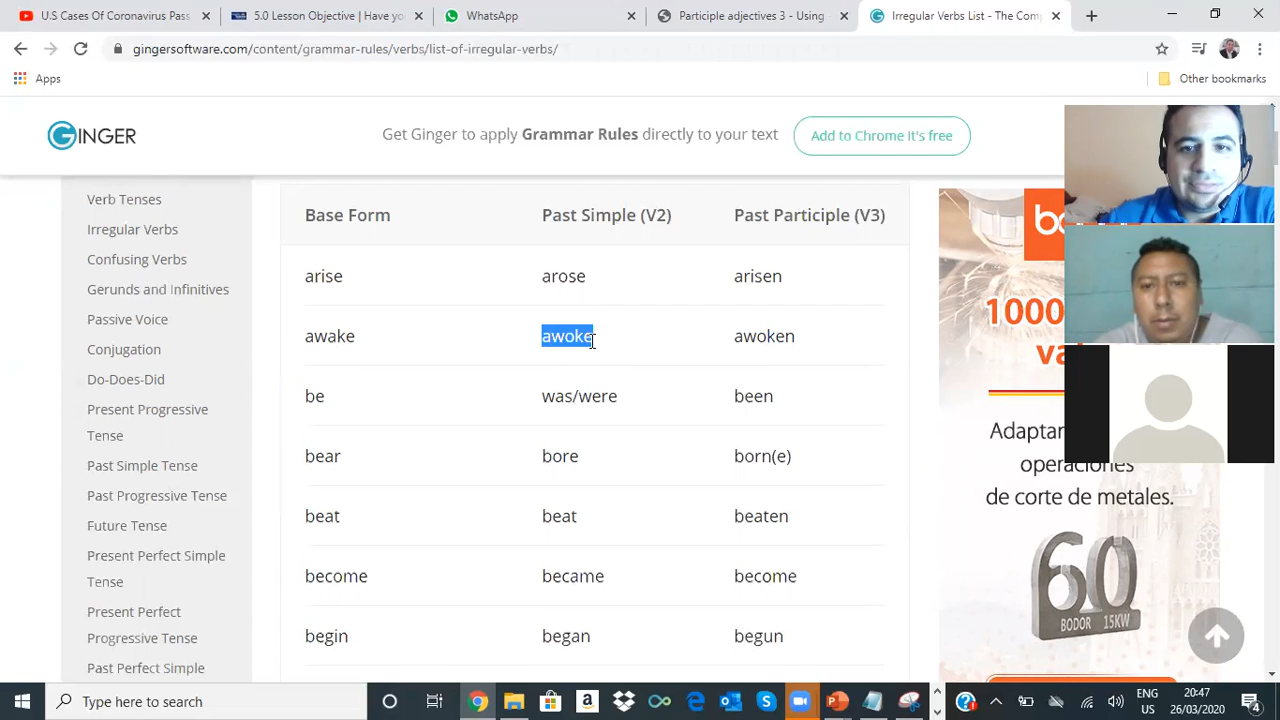 U.S Cases Of Coronavirus Pass
5.0 Lesson Objective | Have you
WhatsApp
Participle adjectives 3 - Using
Irregular Verbs List - The Comp
gingersoftware.com/content/grammar-rules/verbs/list-of-irregular-verbs/
Apps
Other bookmarks
GINGER
Get Ginger to apply Grammar Rules directly to your text
Add to Chrome It's free
Verb Tenses
Irregular Verbs
Confusing Verbs
Gerunds and Infinitives
Passive Voice
Conjugation
Do-Does-Did
Present Progressive
Tense
Past Simple Tense
Past Progressive Tense
Future Tense
Present Perfect Simple
Tense
Present Perfect
Progressive Tense
Past Perfect Simple
Base Form Past Simple (V2) Past Participle (V3)
arise arose arisen
awake awoke awoken
be was/were been
bear bore born(e)
beat beat beaten
become became become
begin began begun
1000
va
operaciones
de corte de metales.
60
BODOR 15KW
Type here to search
ENG
US
20:47
26/03/2020
4